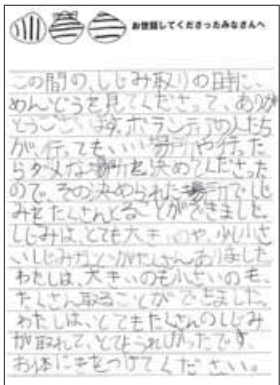 お世話してくださったみなさんへ
この間の、しじみ取りの時に、
めんどうを見てくださって、ありが
とうございます。ボランティアの人たち
が、行っても、いい場所や行った
らダメな場所を決めてくださった
ので、その決められた場所でしじ
みをたくさんとることができました。
しじみは、とても大きいのや、少し小さ
いしじみがたくさんありました
わたしは、大きいのも小さいのも、
たくさん取ることができました。
わたしは、とてもたくさんのしじみ
が取れて、とてもうれしかったです
お体にきをつけてください。